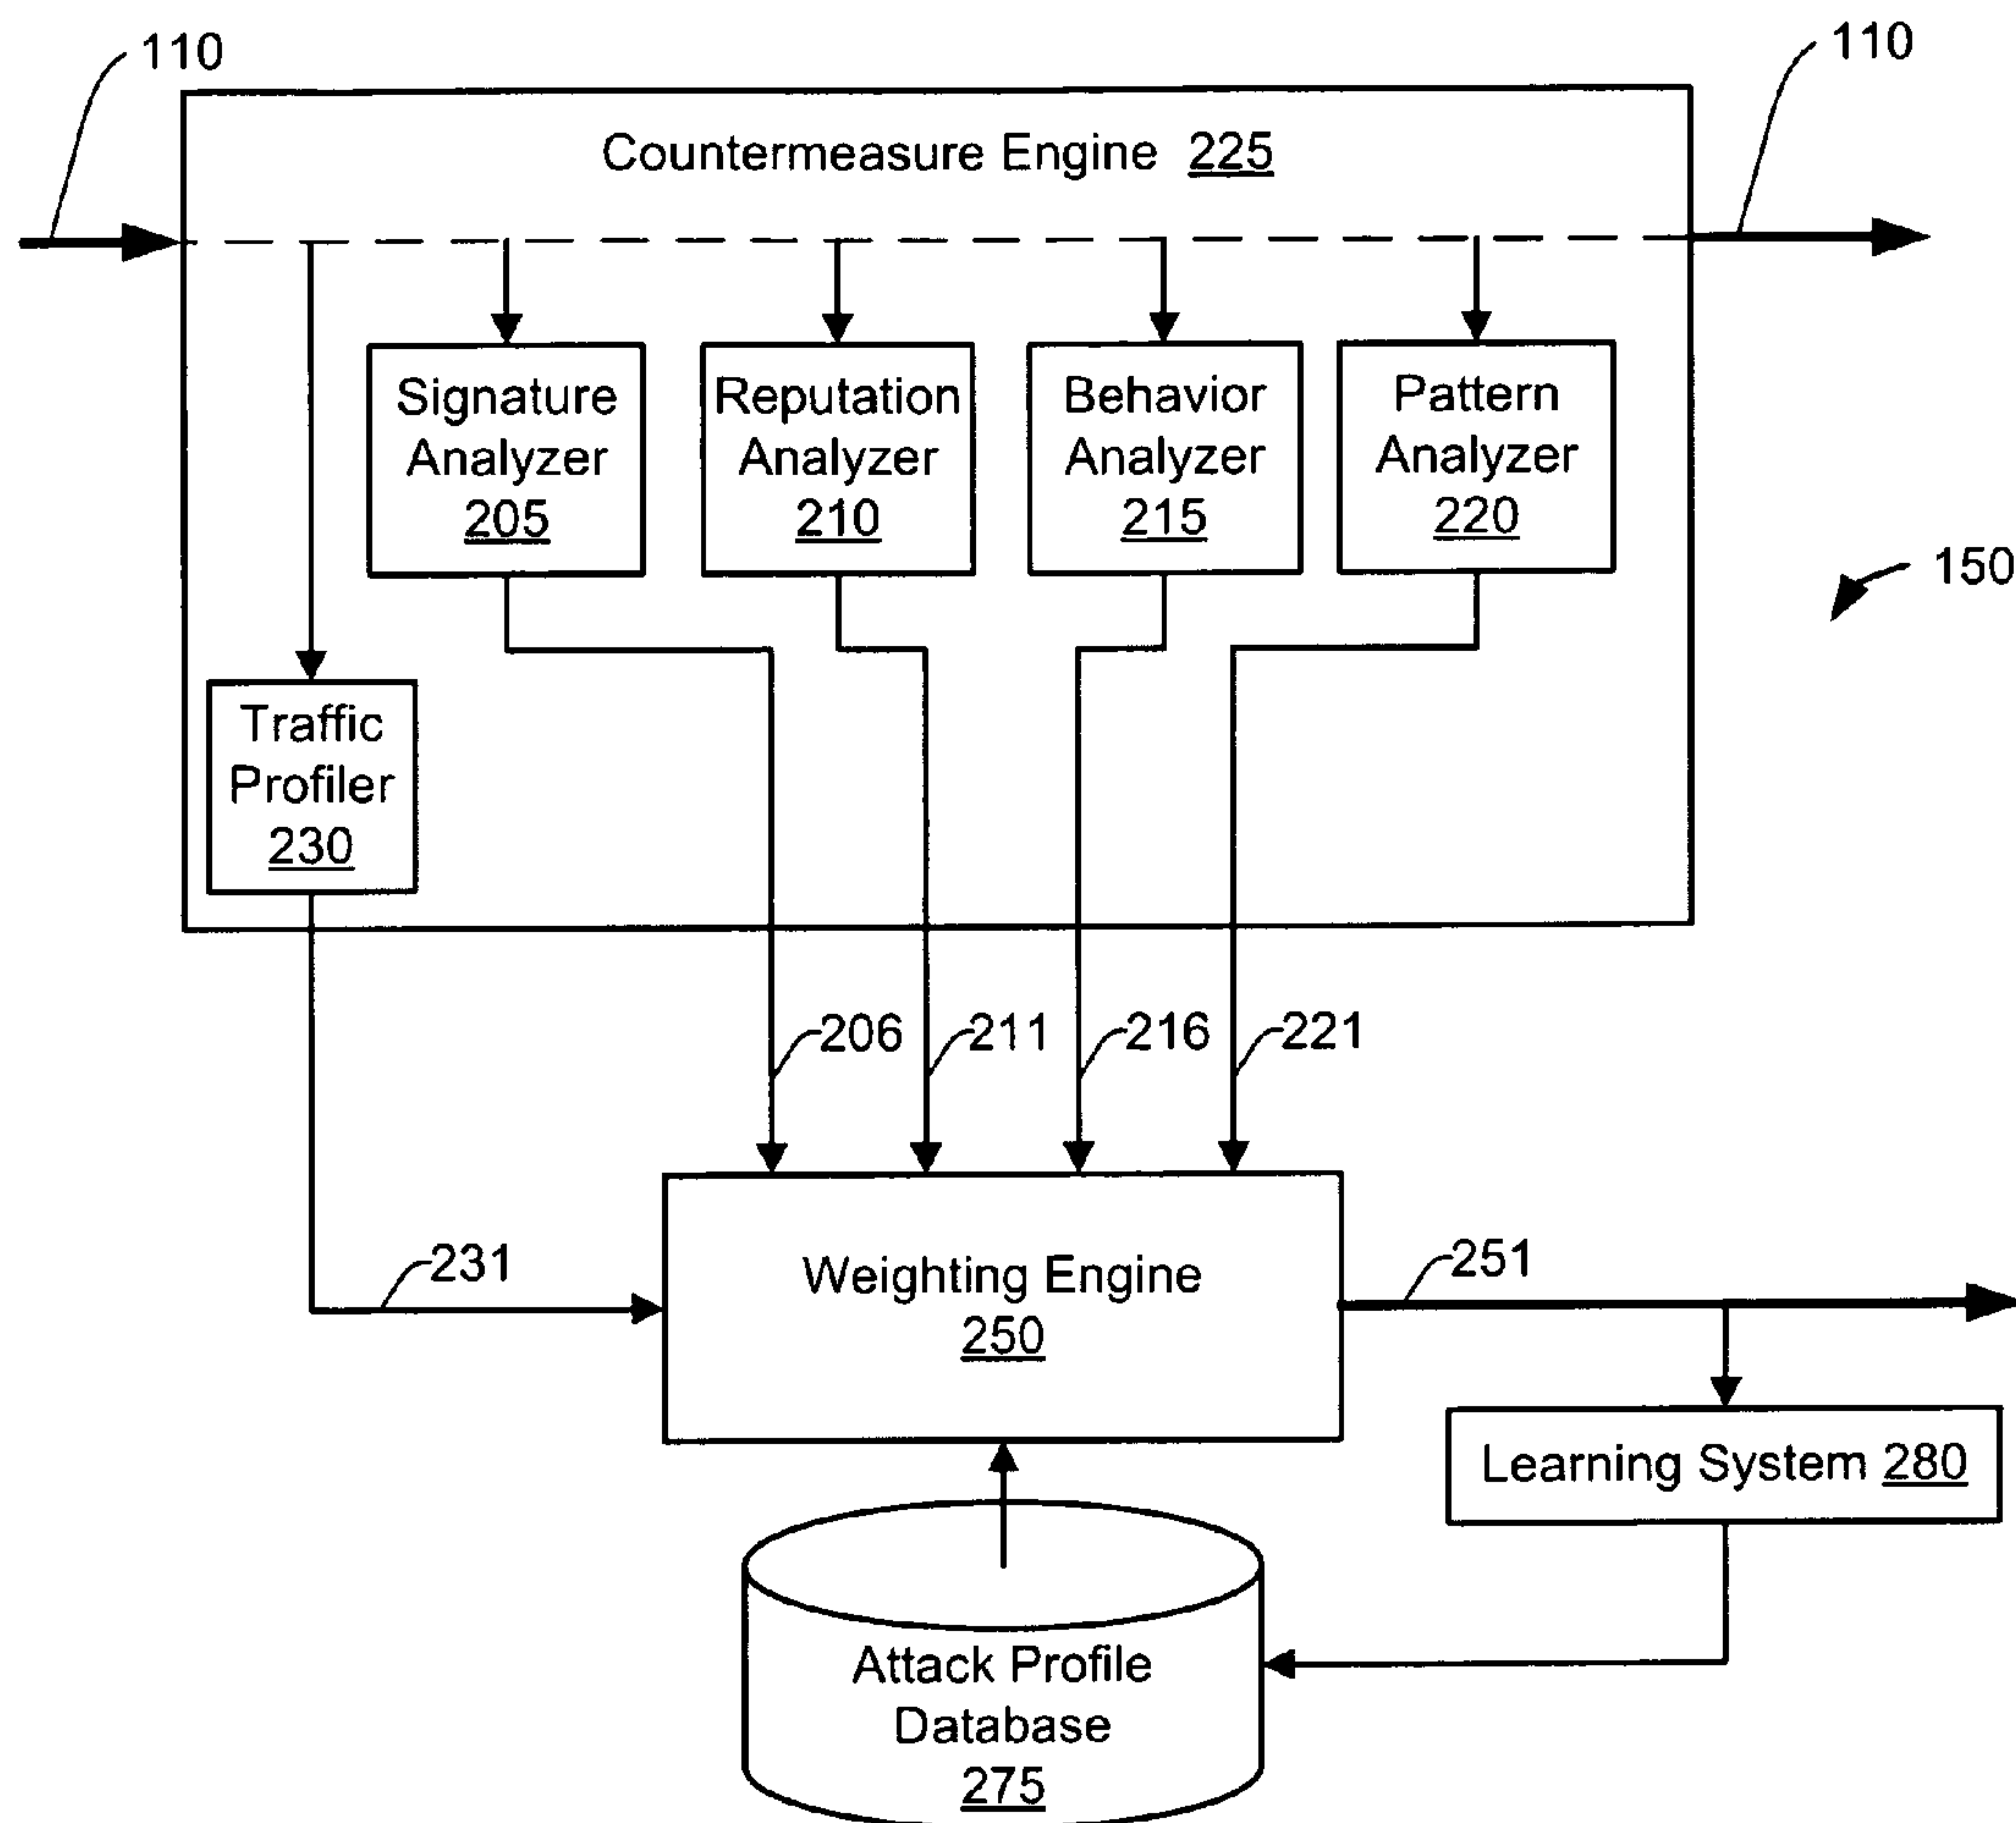 110
110
Countermeasure Engine 225
Signature
Analyzer
205
Reputation
Analyzer
210
Behavior
Analyzer
215
Pattern
Analyzer
220
150
Traffic
Profiler
230
206
211
216
221
231
Weighting Engine
250
251
Learning System 280
Attack Profile
Database
275